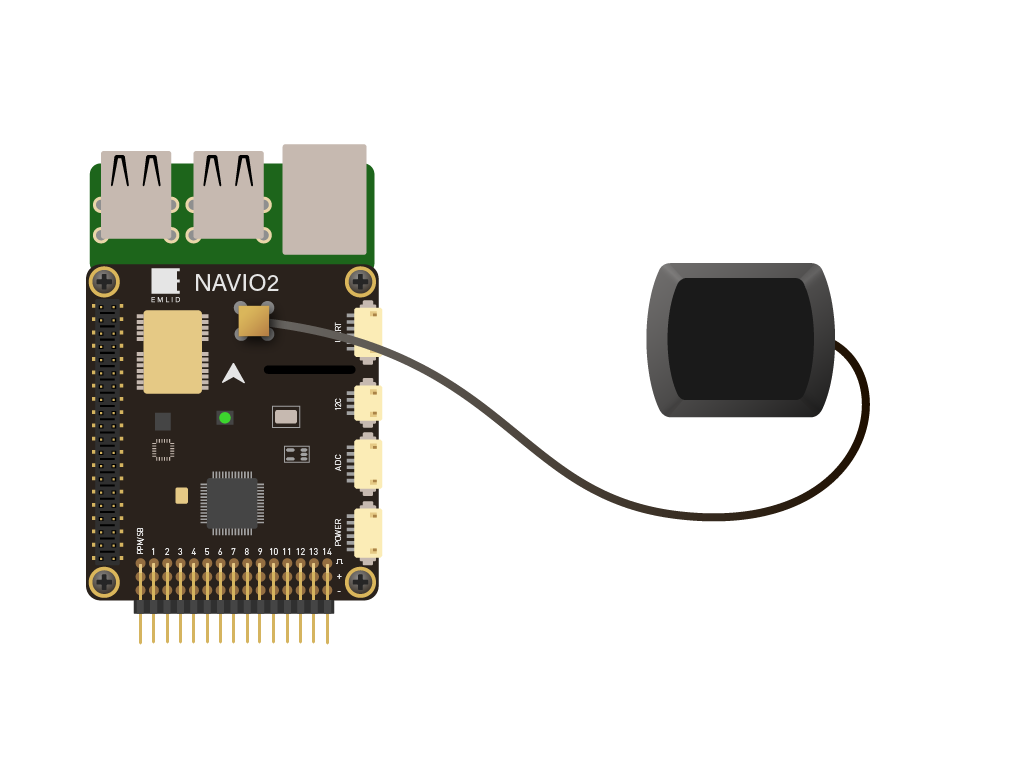 EMLID
NAVIO2
UART
I2C
ADC
POWER
PPM/SB
1 2 3 4 5 6 7 8 9 10 11 12 13 14
+
-